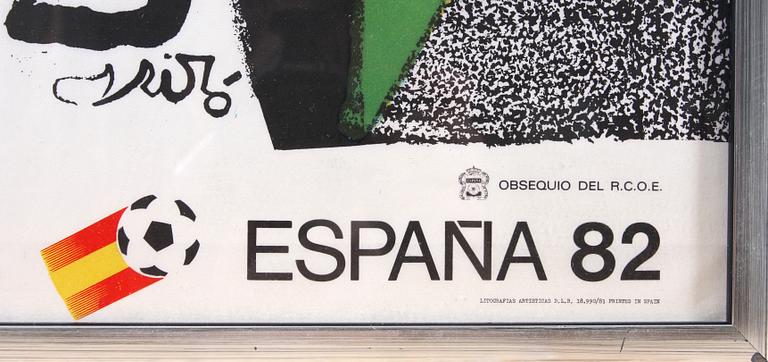 Miró
OBSEQUIO DEL R.C.O.E.
ESPAÑA 82
LITOGRAFIAS ARTISTICAS D.L.B. 18.990/81 PRINTED IN SPAIN